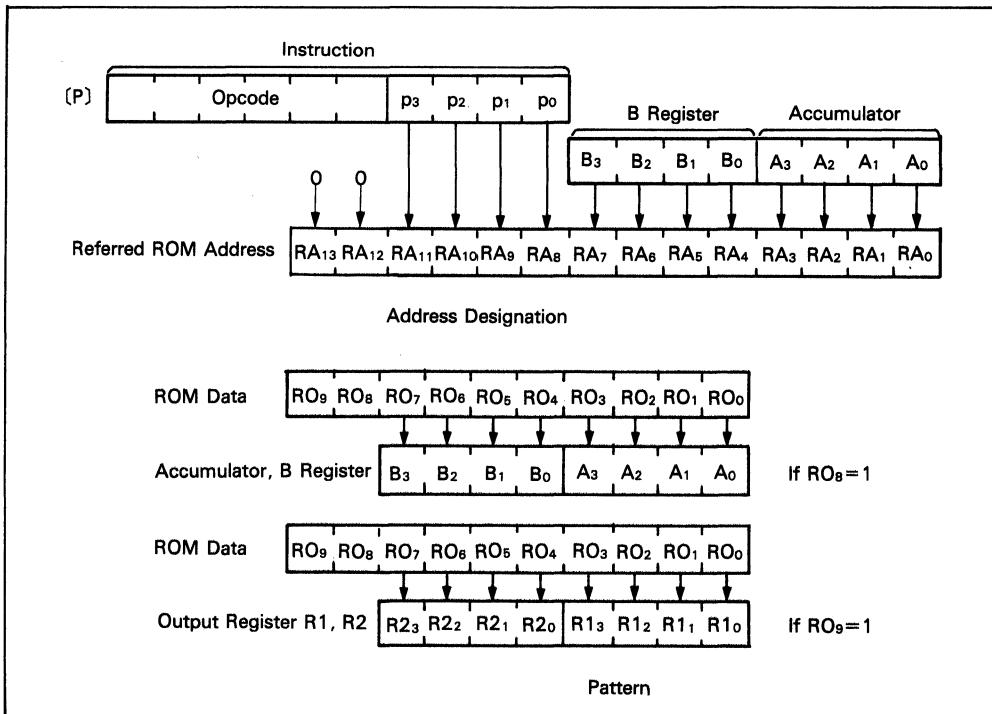 Instruction
[P] Opcode p₃ p₂ p₁ p₀
B Register Accumulator
B₃ B₂ B₁ B₀ A₃ A₂ A₁ A₀
0 0
Referred ROM Address RA₁₃ RA₁₂ RA₁₁ RA₁₀ RA₉ RA₈ RA₇ RA₆ RA₅ RA₄ RA₃ RA₂ RA₁ RA₀
Address Designation
ROM Data RO₉ RO₈ RO₇ RO₆ RO₅ RO₄ RO₃ RO₂ RO₁ RO₀
Accumulator, B Register B₃ B₂ B₁ B₀ A₃ A₂ A₁ A₀ If RO₈=1
ROM Data RO₉ RO₈ RO₇ RO₆ RO₅ RO₄ RO₃ RO₂ RO₁ RO₀
Output Register R1, R2 R2₃ R2₂ R2₁ R2₀ R1₃ R1₂ R1₁ R1₀ If RO₉=1
Pattern